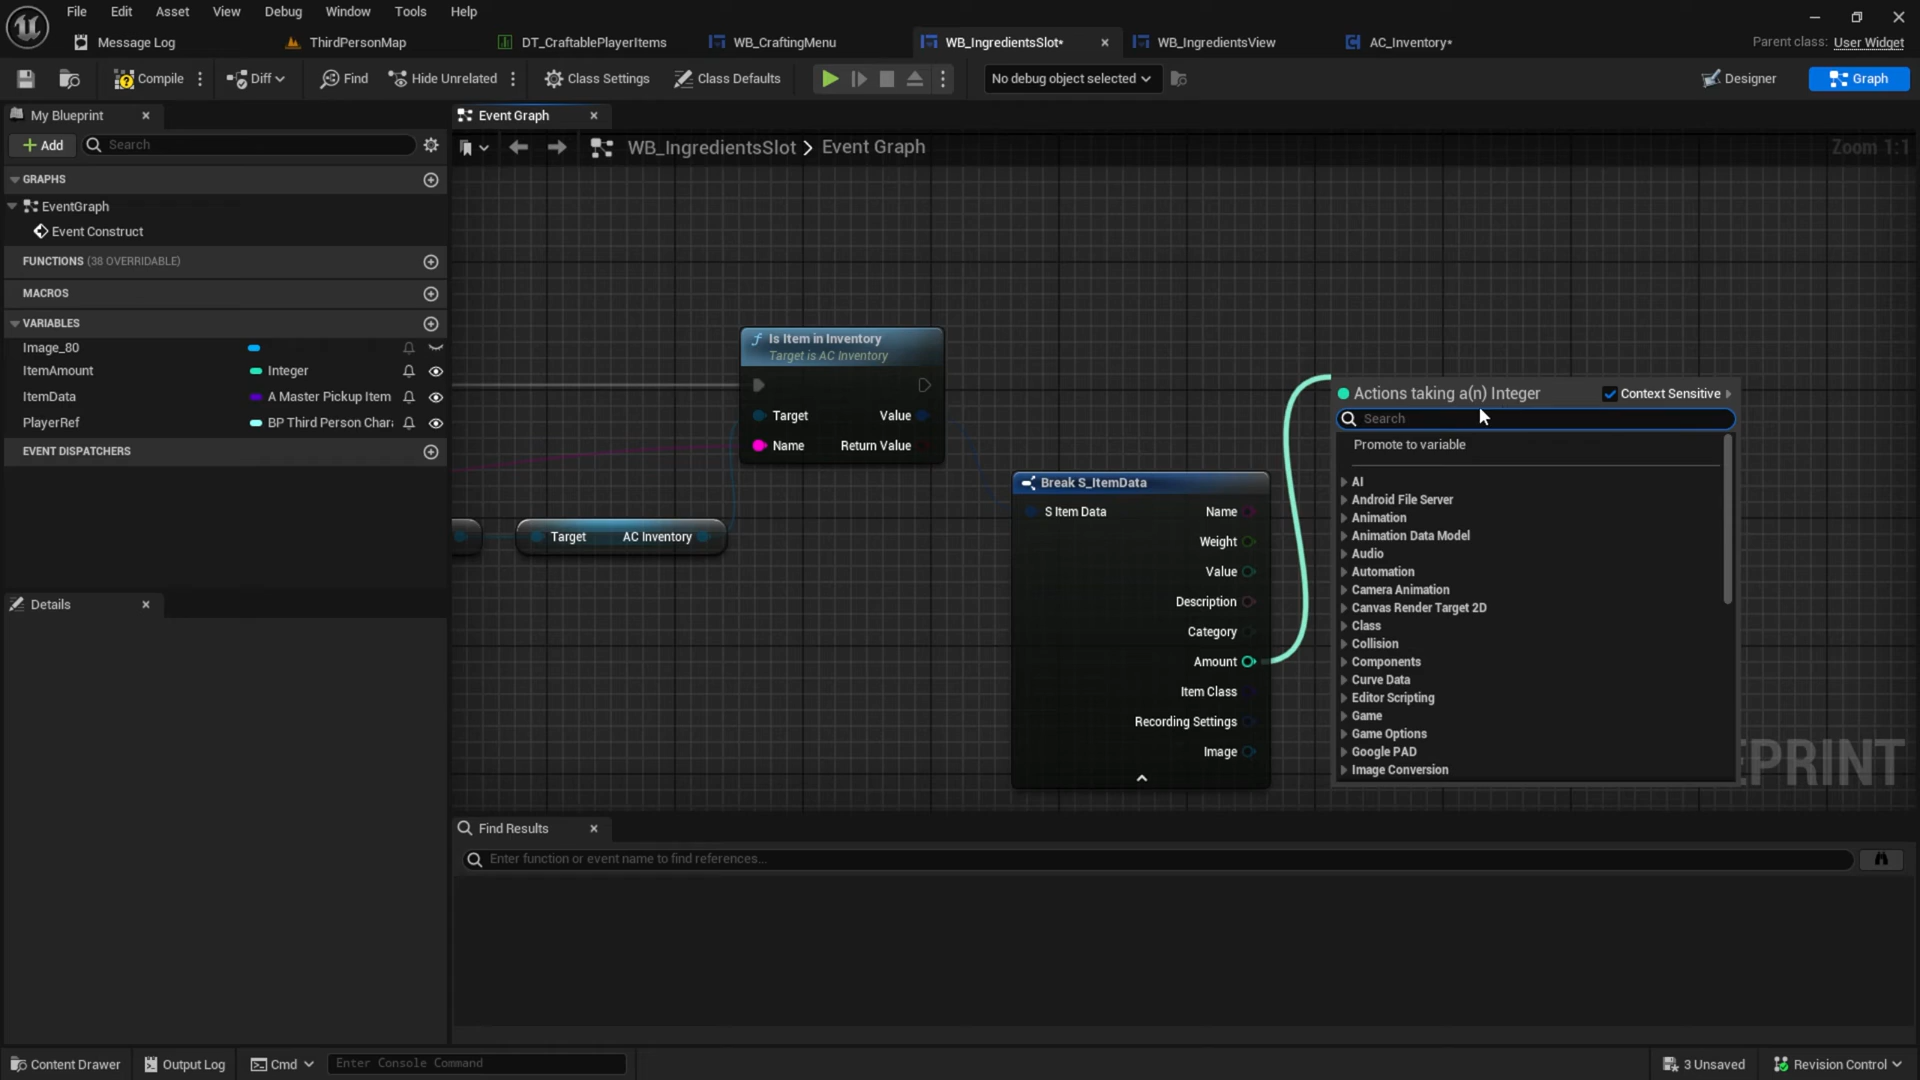 File Edit Asset View Debug Window Tools Help
Message Log ThirdPersonMap DT_CraftablePlayerItems WB_CraftingMenu WB_IngredientsSlot* WB_IngredientsView AC_Inventory* Parent class: User Widget
Compile Diff Find Hide Unrelated Class Settings Class Defaults No debug object selected Designer Graph
My Blueprint Event Graph
Add Search WB_IngredientsSlot > Event Graph Zoom 1:1
GRAPHS
EventGraph
Event Construct
FUNCTIONS (38 OVERRIDABLE)
MACROS
VARIABLES
Image_80
ItemAmount Integer
ItemData A Master Pickup Item
PlayerRef BP Third Person Char
EVENT DISPATCHERS
Details
Is Item in Inventory
Target is AC Inventory
Target Value
Name Return Value
Target AC Inventory
Break S_ItemData
S Item Data Name
Weight
Value
Description
Category
Amount
Item Class
Recording Settings
Image
Actions taking a(n) Integer Context Sensitive
Search
Promote to variable
AI
Android File Server
Animation
Animation Data Model
Audio
Automation
Camera Animation
Canvas Render Target 2D
Class
Collision
Components
Curve Data
Editor Scripting
Game
Game Options
Google PAD
Image Conversion
EPRINT
Find Results
Enter function or event name to find references...
Content Drawer Output Log Cmd Enter Console Command 3 Unsaved Revision Control